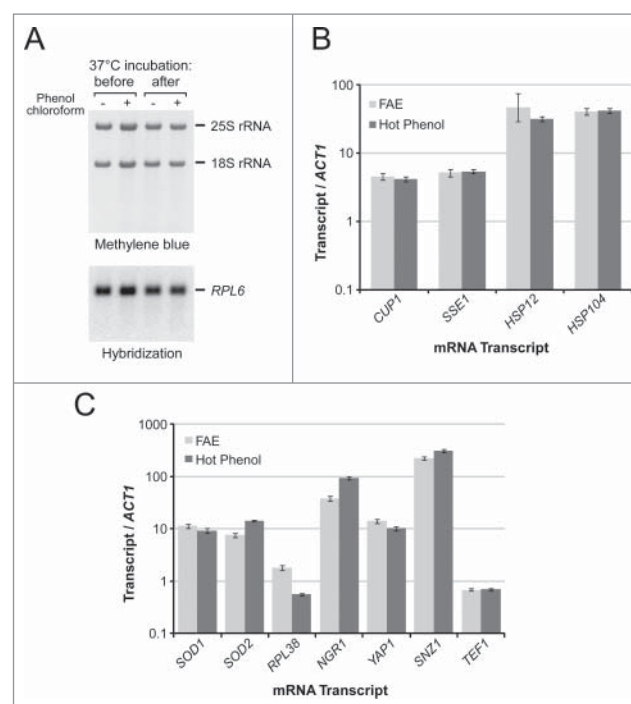 A
37°C incubation:
before after
Phenol
chloroform
- + - +
25S rRNA
18S rRNA
Methylene blue
RPL6
Hybridization
B
100
10
1
0.1
Transcript / ACT1
FAE
Hot Phenol
CUP1
SSE1
HSP12
HSP104
mRNA Transcript
C
1000
100
10
1
0.1
Transcript / ACT1
FAE
Hot Phenol
SOD1
SOD2
RPL38
NGR1
YAP1
SNZ1
TEF1
mRNA Transcript